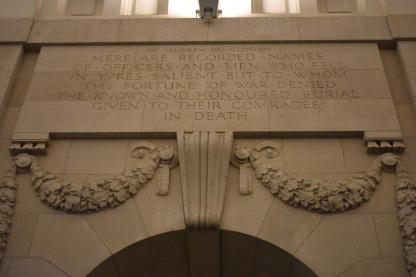 AD MAJOREM DEI GLORIAM
HERE ARE RECORDED NAMES
OF OFFICERS AND MEN WHO FELL
IN YPRES SALIENT BUT TO WHOM
THE FORTUNE OF WAR DENIED
THE KNOWN AND HONOURED BURIAL
GIVEN TO THEIR COMRADES
IN DEATH